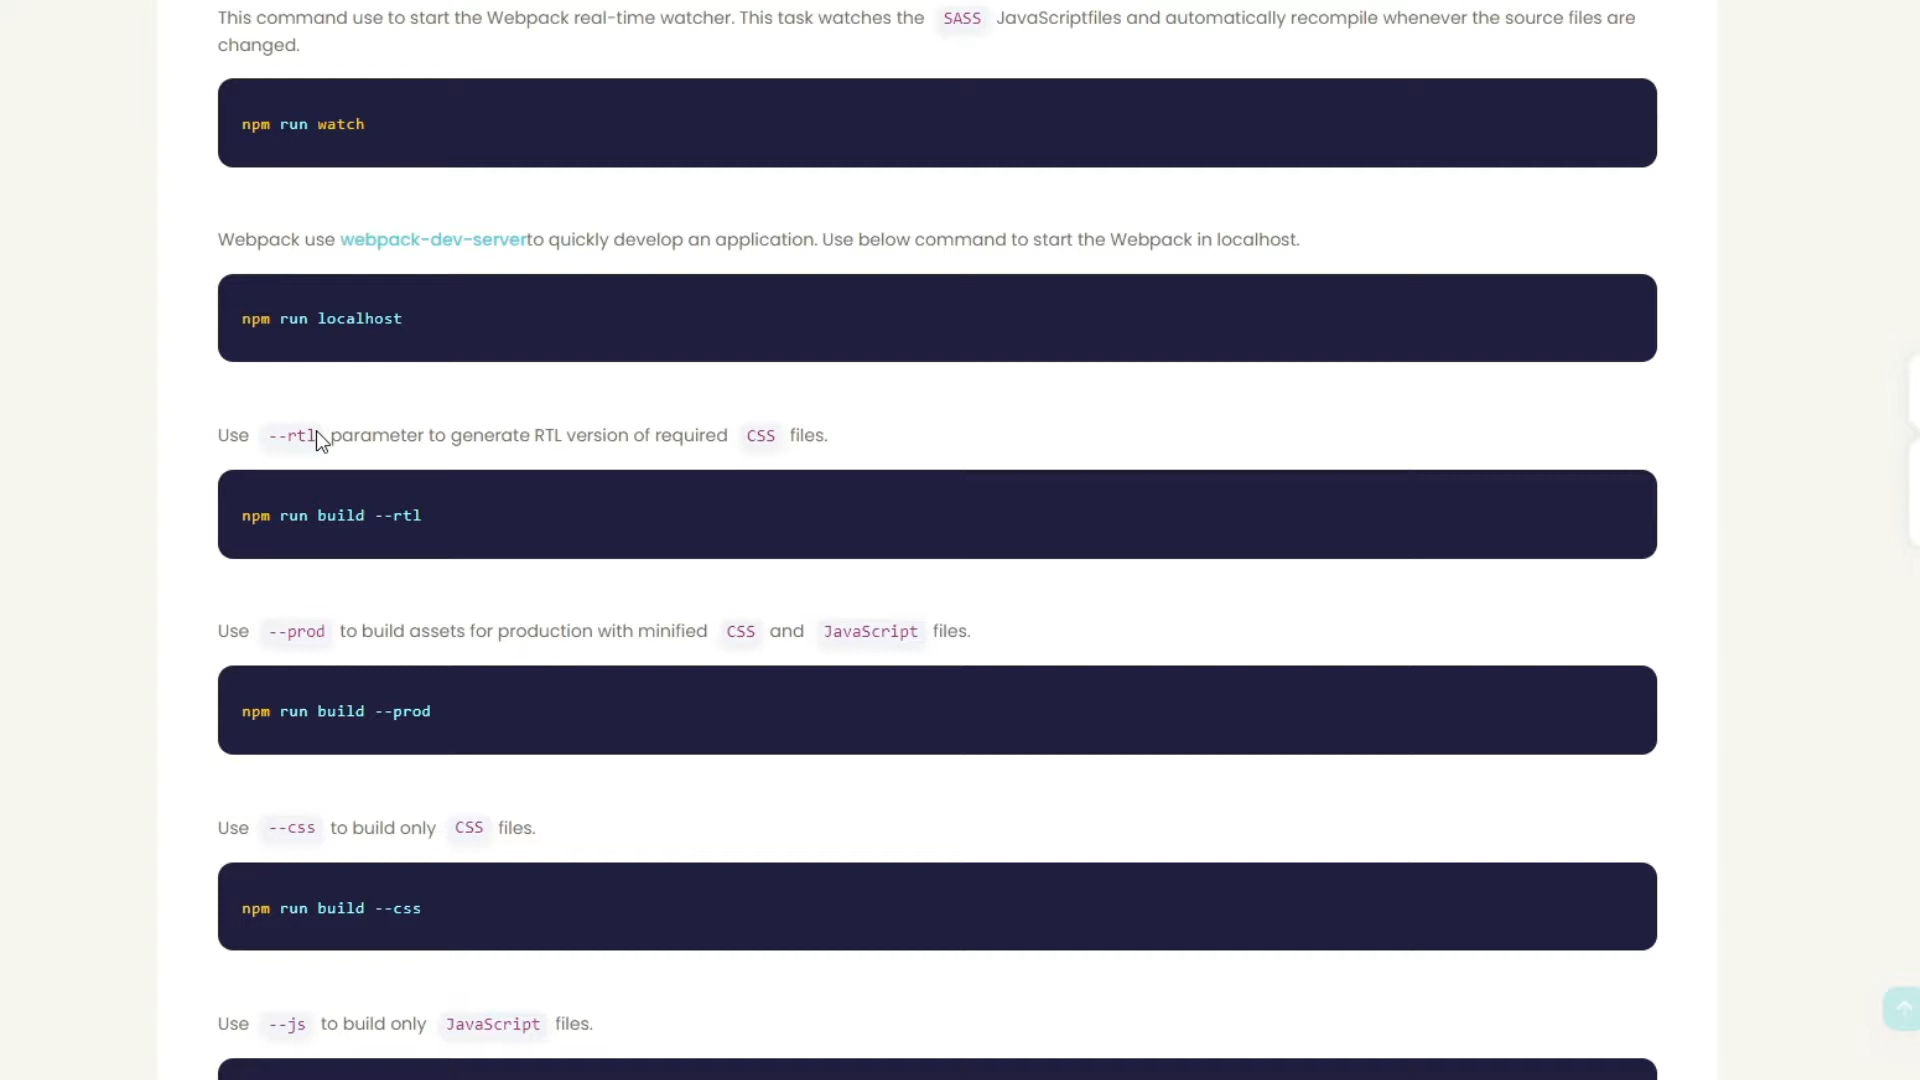 This command use to start the Webpack real-time watcher. This task watches the SASS JavaScriptfiles and automatically recompile whenever the source files are
changed.
npm run watch
Webpack use webpack-dev-serverto quickly develop an application. Use below command to start the Webpack in localhost.
npm run localhost
Use --rtl parameter to generate RTL version of required CSS files.
npm run build --rtl
Use --prod to build assets for production with minified CSS and JavaScript files.
npm run build --prod
Use --css to build only CSS files.
npm run build --css
Use --js to build only JavaScript files.